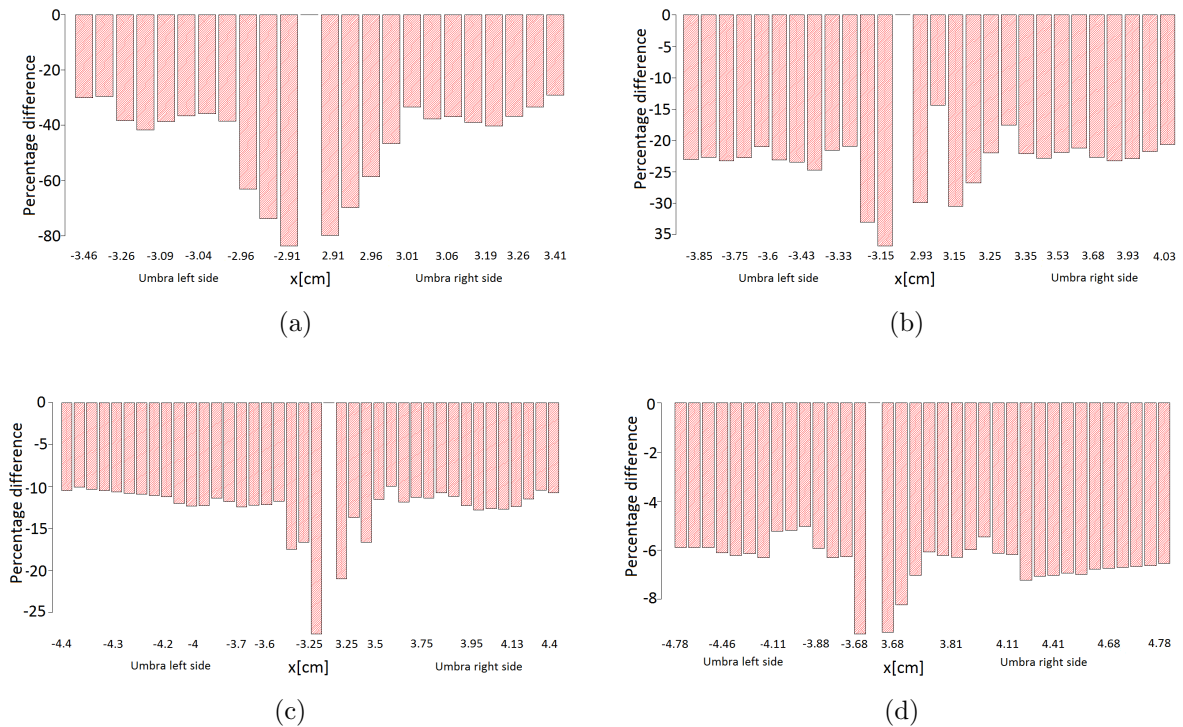 Percentage difference
0
-20
-40
-60
-80
-3.46 -3.26 -3.09 -3.04 -2.96 -2.91 2.91 2.96 3.01 3.06 3.19 3.26 3.41
Umbra left side x[cm] Umbra right side
(a)
Percentage difference
0
-5
-10
-15
-20
-25
-30
35
-3.85 -3.75 -3.6 -3.43 -3.33 -3.15 2.93 3.15 3.25 3.35 3.53 3.68 3.93 4.03
Umbra left side x[cm] Umbra right side
(b)
Percentage difference
0
-5
-10
-15
-20
-25
-4.4 -4.3 -4.2 -4 -3.7 -3.6 -3.25 3.25 3.5 3.75 3.95 4.13 4.4
Umbra left side x[cm] Umbra right side
(c)
Percentage difference
0
-2
-4
-6
-8
-4.78 -4.46 -4.11 -3.88 -3.68 3.68 3.81 4.11 4.41 4.68 4.78
Umbra left side x[cm] Umbra right side
(d)